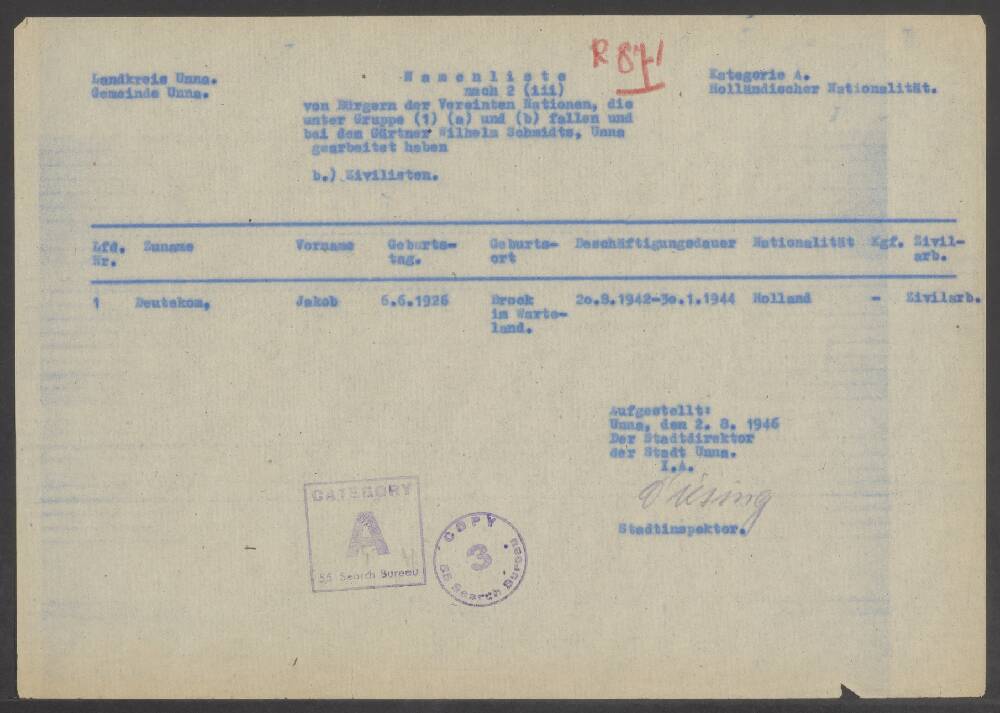 R 871
Landkreis Unna.
Gemeinde Unna.
Namenliste
nach 2 (iii)
von Bürgern der Vereinten Nationen, die
unter Gruppe (1) (a) und (b) fallen und
bei dem Gärtner Wilhelm Schmidts, Unna
gearbeitet haben
b.) Zivilisten.
Kategorie A.
Holländischer Nationalität.
Lfd. Nr. Zuname Vorname Geburts-tag. Geburts-ort Beschäftigungsdauer Nationalität Kgf. Zivil-arb.
1 Deutekom, Jakob 6.6.1926 Broek 2o.8.1942-3o.1.1944 Holland - Zivilarb.
in Warte-
land.
Aufgestellt:
Unna, den 2. 8. 1946
Der Stadtdirektor
der Stadt Unna.
I.A.
Stadtinspektor.
CATEGORY
A
SS Search Bureau
COPY
3
SS Search Bureau